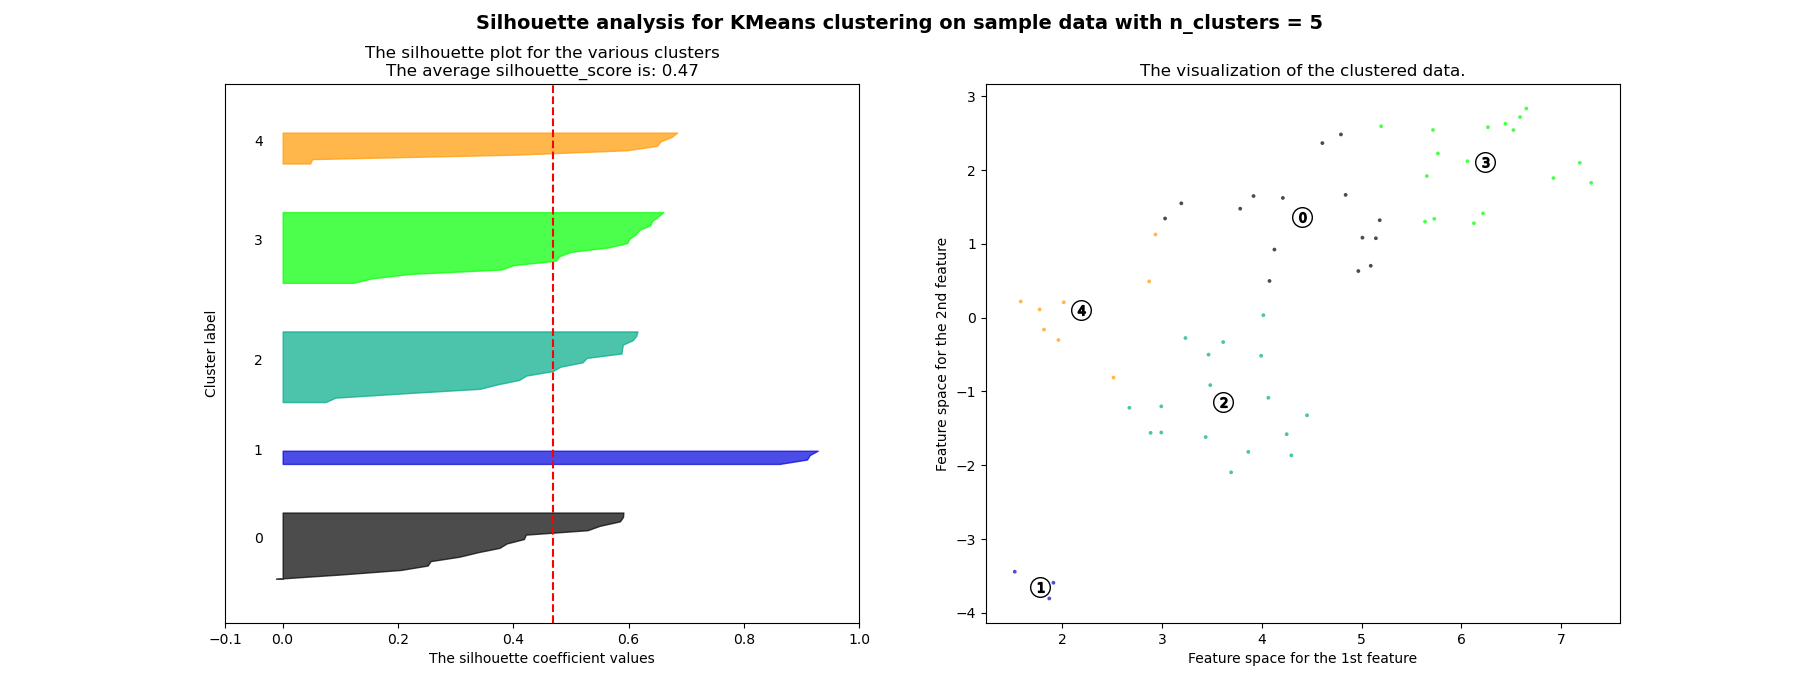 Silhouette analysis for KMeans clustering on sample data with n_clusters = 5
The silhouette plot for the various clusters
The average silhouette_score is: 0.47
4
3
2
1
0
Cluster label
−0.1 0.0 0.2 0.4 0.6 0.8 1.0
The silhouette coefficient values
The visualization of the clustered data.
3
2
1
0
−1
−2
−3
−4
Feature space for the 2nd feature
3
0
4
2
1
2 3 4 5 6 7
Feature space for the 1st feature